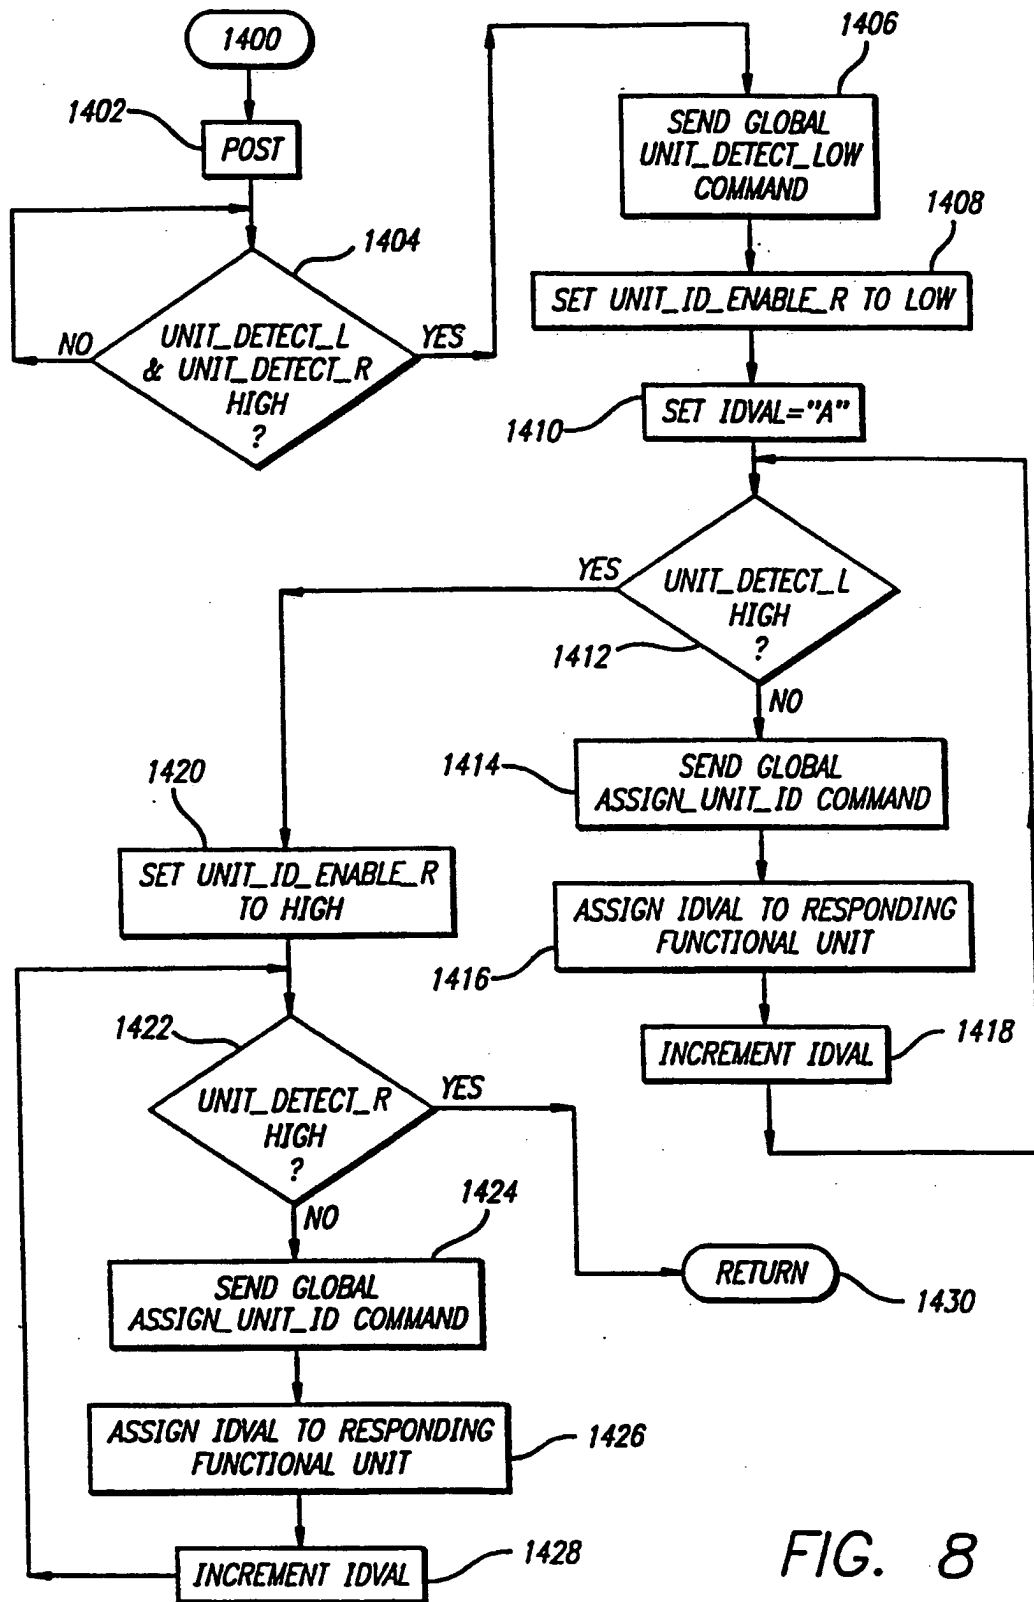 1400
1402
POST
1404
UNIT_DETECT_L
& UNIT_DETECT_R
HIGH
?
NO
YES
1406
SEND GLOBAL
UNIT_DETECT_LOW
COMMAND
1408
SET UNIT_ID_ENABLE_R TO LOW
1410
SET IDVAL="A"
YES
UNIT_DETECT_L
HIGH
?
1412
NO
1414
SEND GLOBAL
ASSIGN_UNIT_ID COMMAND
ASSIGN IDVAL TO RESPONDING
FUNCTIONAL UNIT
1416
INCREMENT IDVAL
1418
1420
SET UNIT_ID_ENABLE_R
TO HIGH
1422
UNIT_DETECT_R
HIGH
?
YES
NO
1424
SEND GLOBAL
ASSIGN_UNIT_ID COMMAND
RETURN
1430
ASSIGN IDVAL TO RESPONDING
FUNCTIONAL UNIT
1426
INCREMENT IDVAL
1428
FIG. 8